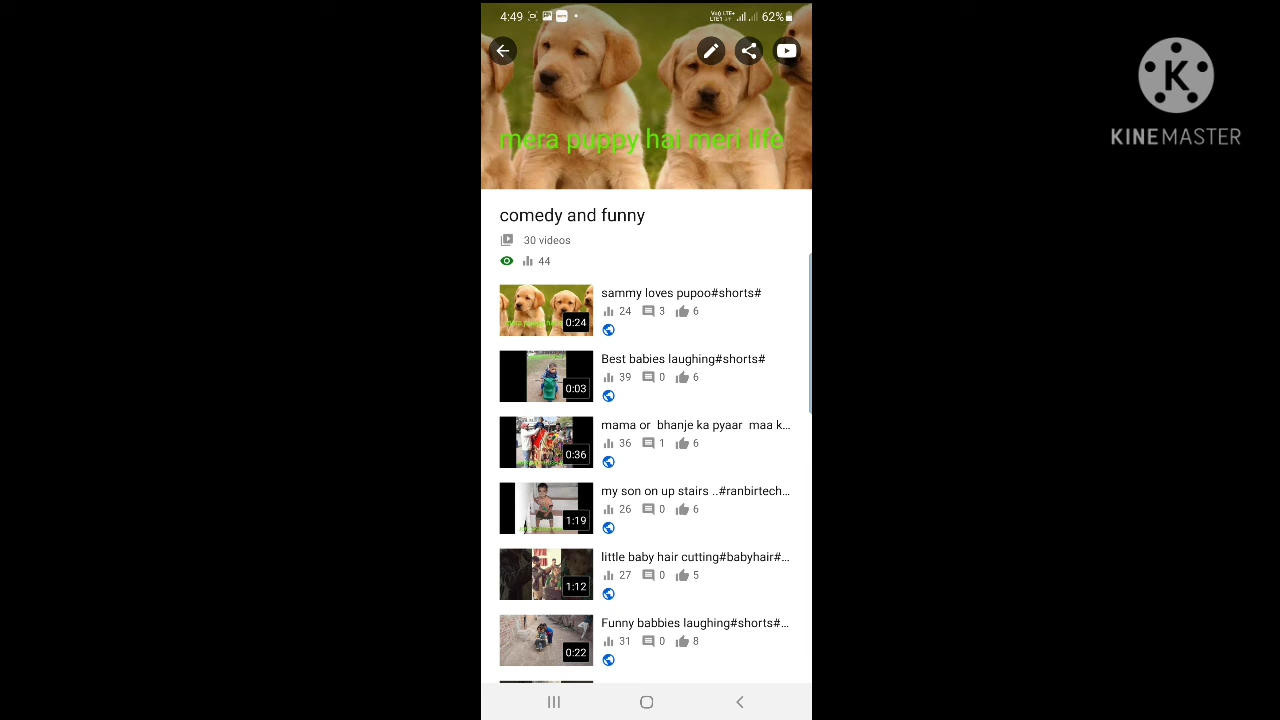 4:49
62%
KINEMASTER
mera puppy hai meri life
comedy and funny
30 videos
44
sammy loves pupoo#shorts#
24 3 6
0:24
Best babies laughing#shorts#
39 0 6
0:03
mama or bhanje ka pyaar maa k...
36 1 6
0:36
my son on up stairs ..#ranbirtech...
26 0 6
1:19
little baby hair cutting#babyhair#...
27 0 5
1:12
Funny babbies laughing#shorts#...
31 0 8
0:22